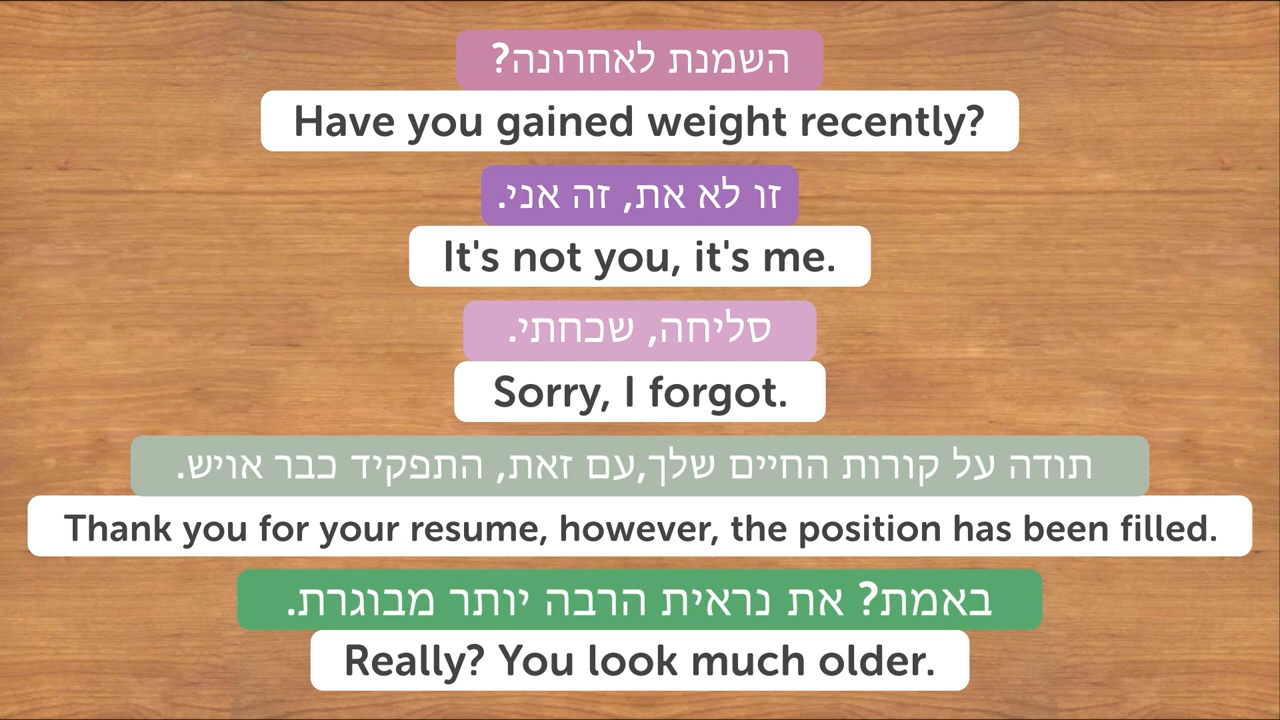 השמנת לאחרונה?
Have you gained weight recently?
זו לא את, זה אני.
It's not you, it's me.
סליחה, שכחתי.
Sorry, I forgot.
תודה על קורות החיים שלך,עם זאת, התפקיד כבר אויש.
Thank you for your resume, however, the position has been filled.
באמת? את נראית הרבה יותר מבוגרת.
Really? You look much older.